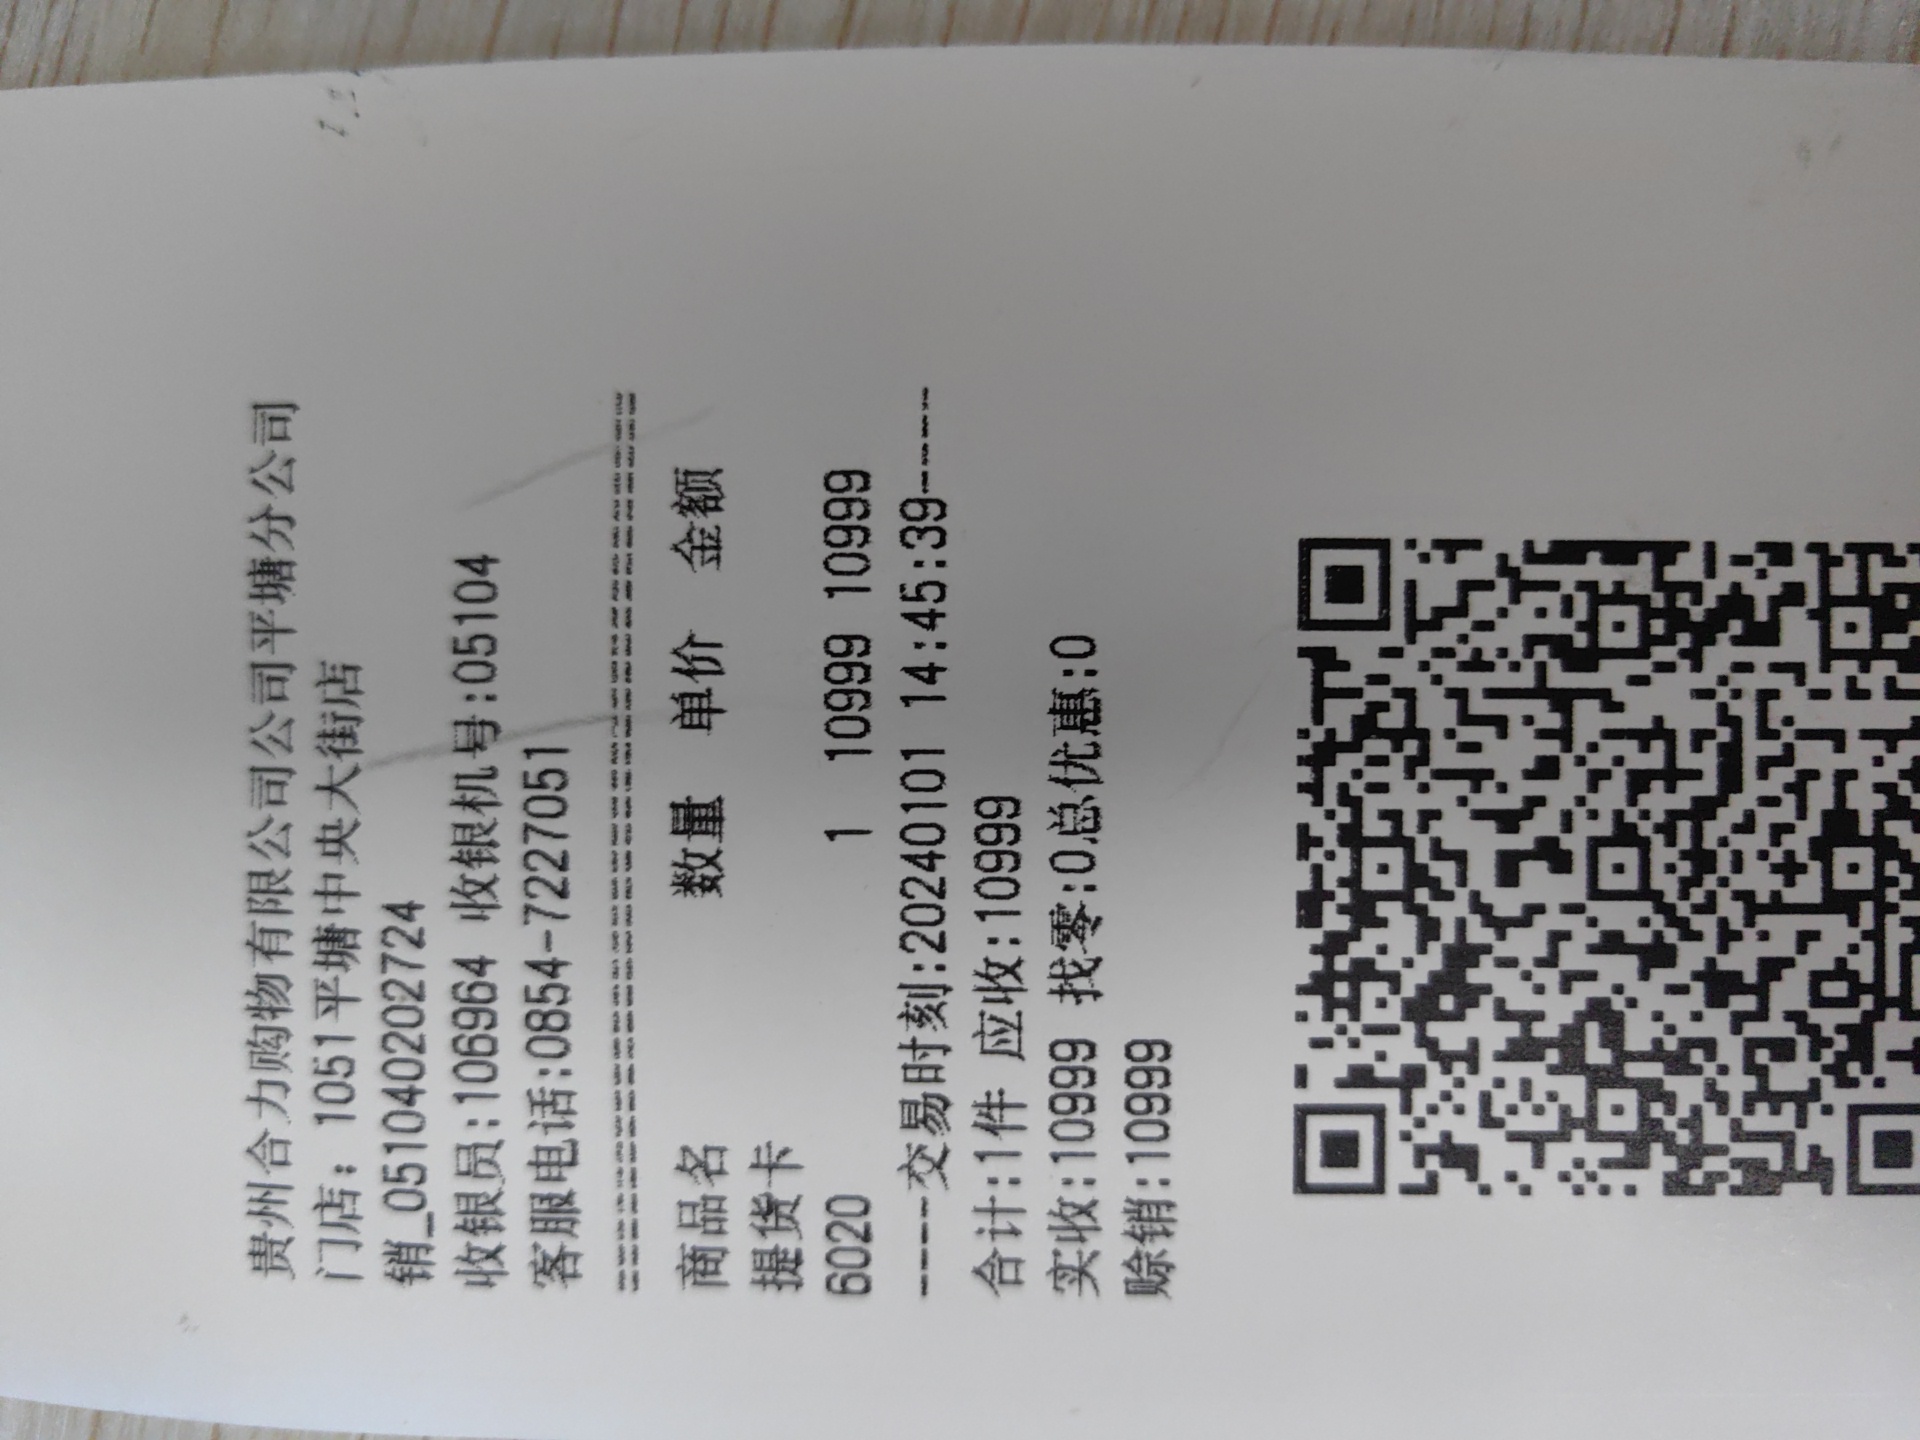 贵州合力购物有限公司公司平塘分公司
门店: 1051平塘中央大街店
销_051040202724
收银员:106964 收银机号:05104
客服电话:0854-7227051
==========================================
商品名 数量 单价 金额
提货卡
6020 1 10999 10999
-----交易时刻:20240101 14:45:39-----
合计:1件 应收:10999
实收:10999 找零:0总优惠:0
赊销:10999